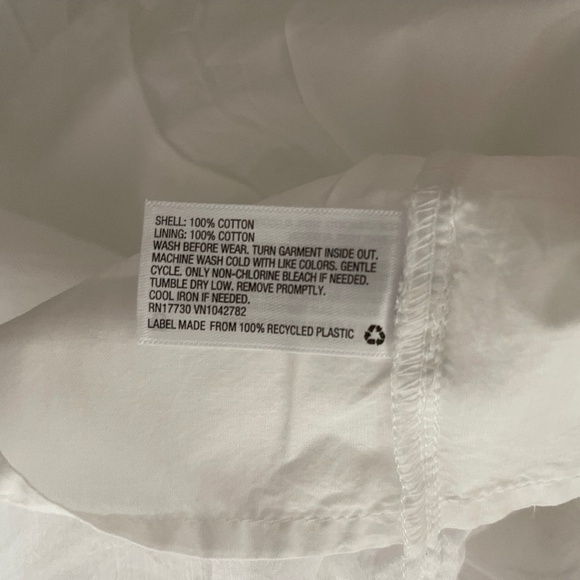 SHELL: 100% COTTON
LINING: 100% COTTON
WASH BEFORE WEAR. TURN GARMENT INSIDE OUT.
MACHINE WASH COLD WITH LIKE COLORS. GENTLE
CYCLE. ONLY NON-CHLORINE BLEACH IF NEEDED.
TUMBLE DRY LOW. REMOVE PROMPTLY.
COOL IRON IF NEEDED.
RN17730 VN1042782
LABEL MADE FROM 100% RECYCLED PLASTIC